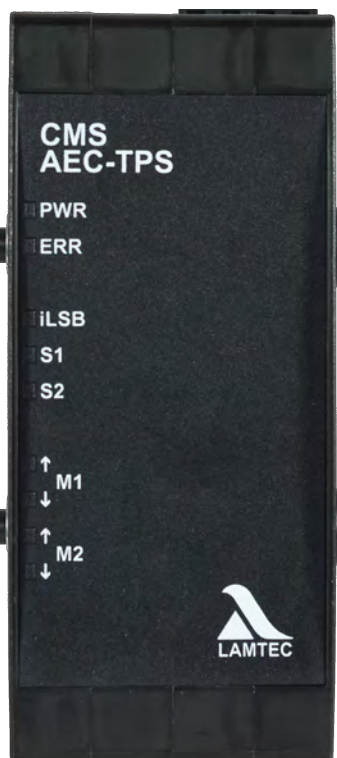 CMS
AEC-TPS
PWR
ERR
iLSB
S1
S2
↑
M1
↓
↑
M2
↓
LAMTEC